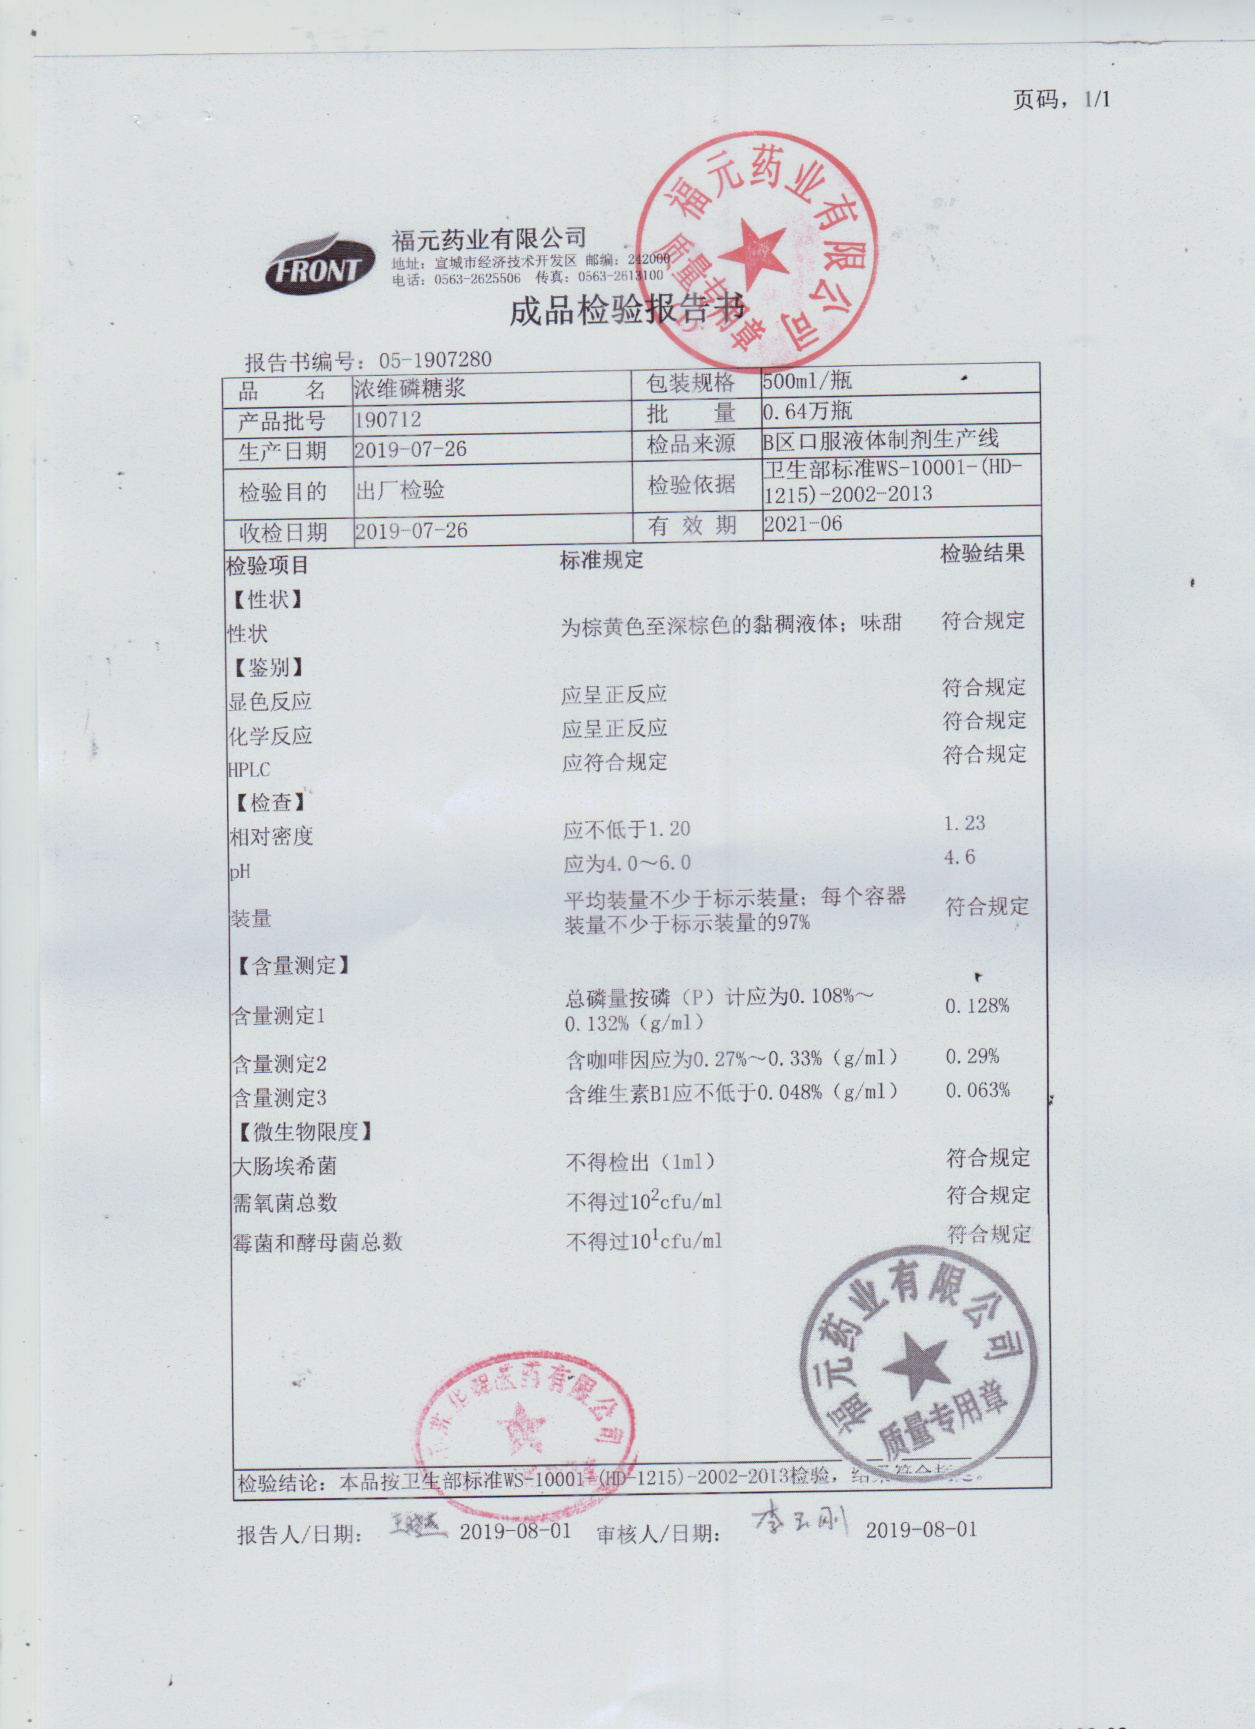 页码, 1/1
FRONT
福元药业有限公司
地址：宣城市经济技术开发区 邮编：242000
电话：0563-2625506 传真：0563-2613100
福元药业有限公司
质量专用章
(1)
成品检验报告书
报告书编号：05-1907280
品 名 浓维磷糖浆 包装规格 500ml/瓶
产品批号 190712 批 量 0.64万瓶
生产日期 2019-07-26 检品来源 B区口服液体制剂生产线
检验目的 出厂检验 检验依据 卫生部标准WS-10001-(HD-
1215)-2002-2013
收检日期 2019-07-26 有 效 期 2021-06
检验项目 标准规定 检验结果
【性状】
性状 为棕黄色至深棕色的黏稠液体；味甜 符合规定
【鉴别】
显色反应 应呈正反应 符合规定
化学反应 应呈正反应 符合规定
HPLC 应符合规定 符合规定
【检查】
相对密度 应不低于1.20 1.23
pH 应为4.0～6.0 4.6
装量 平均装量不少于标示装量；每个容器 符合规定
装量不少于标示装量的97%
【含量测定】
含量测定1 总磷量按磷（P）计应为0.108%～ 0.128%
0.132%（g/ml）
含量测定2 含咖啡因应为0.27%～0.33%（g/ml） 0.29%
含量测定3 含维生素B1应不低于0.048%（g/ml） 0.063%
【微生物限度】
大肠埃希菌 不得检出（1ml） 符合规定
需氧菌总数 不得过10²cfu/ml 符合规定
霉菌和酵母菌总数 不得过10¹cfu/ml 符合规定
福元药业有限公司
质量专用章
医药有限公司
检验结论：本品按卫生部标准WS-10001-(HD-1215)-2002-2013检验，结果符合规定。
报告人/日期： 2019-08-01 审核人/日期： 李玉刚 2019-08-01